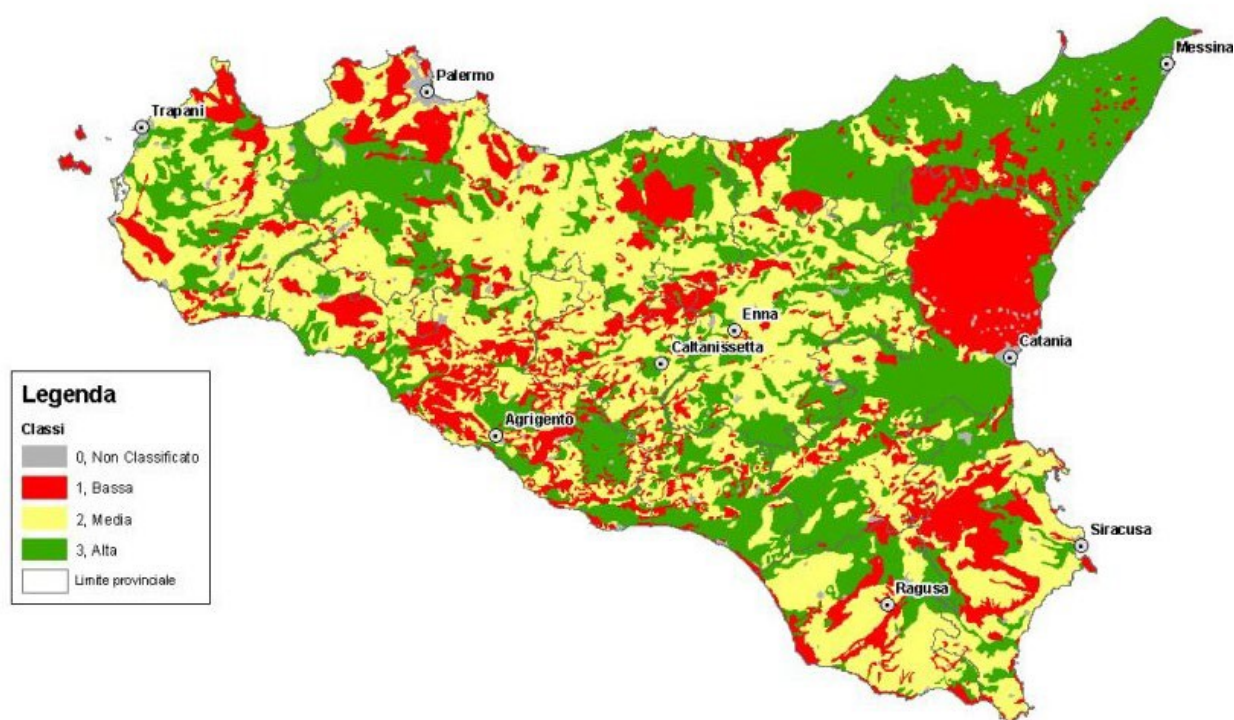 Messina
Palermo
Trapani
Enna
Caltanissetta
Catania
Agrigento
Siracusa
Ragusa
Legenda
Classi
0, Non Classificato
1, Bassa
2, Media
3, Alta
Limite provinciale